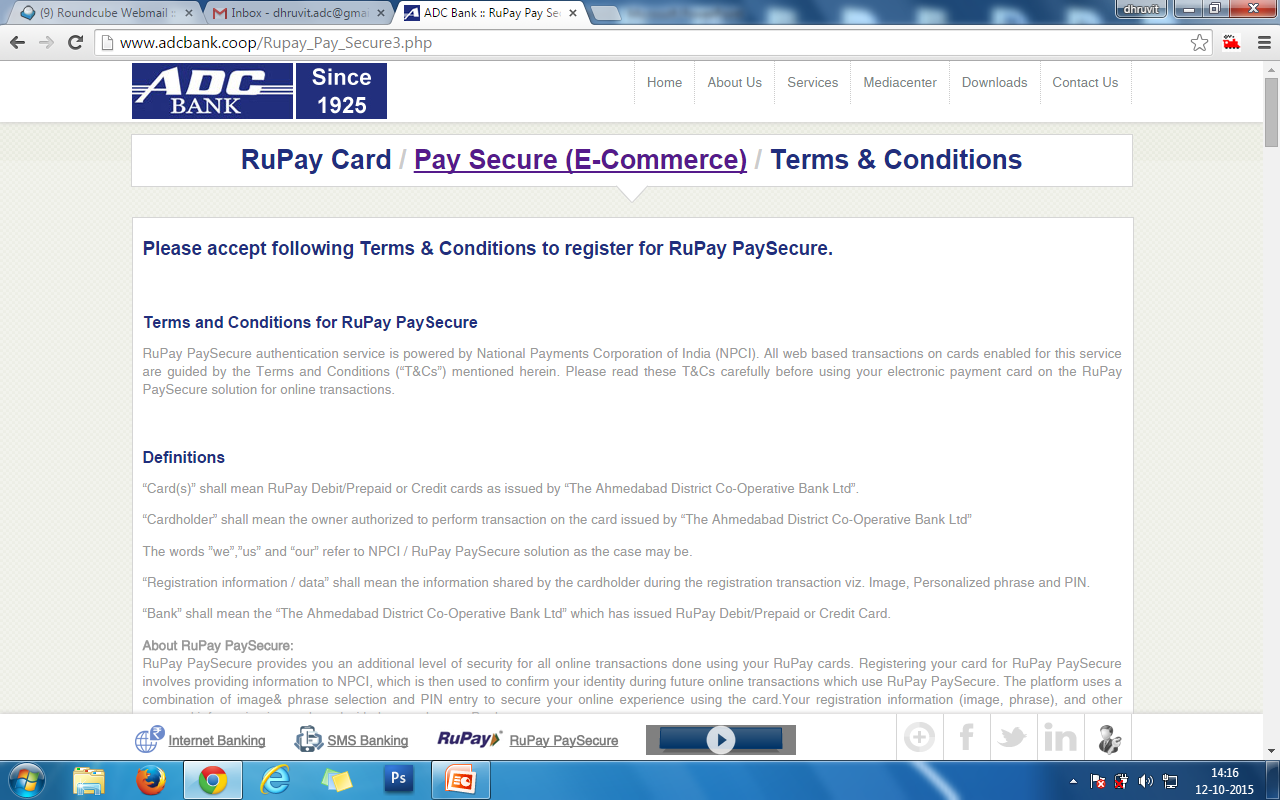 (9) Roundcube Webmail ::
Inbox - dhruvit.adc@gmai
ADC Bank :: RuPay Pay Sec
dhruvit
www.adcbank.coop/Rupay_Pay_Secure3.php
ADC BANK
Since 1925
Home
About Us
Services
Mediacenter
Downloads
Contact Us
RuPay Card / Pay Secure (E-Commerce) / Terms & Conditions
Please accept following Terms & Conditions to register for RuPay PaySecure.
Terms and Conditions for RuPay PaySecure
RuPay PaySecure authentication service is powered by National Payments Corporation of India (NPCI). All web based transactions on cards enabled for this service
are guided by the Terms and Conditions (“T&Cs”) mentioned herein. Please read these T&Cs carefully before using your electronic payment card on the RuPay
PaySecure solution for online transactions.
Definitions
“Card(s)” shall mean RuPay Debit/Prepaid or Credit cards as issued by “The Ahmedabad District Co-Operative Bank Ltd”.
“Cardholder” shall mean the owner authorized to perform transaction on the card issued by “The Ahmedabad District Co-Operative Bank Ltd”
The words ”we”,”us” and “our” refer to NPCI / RuPay PaySecure solution as the case may be.
“Registration information / data” shall mean the information shared by the cardholder during the registration transaction viz. Image, Personalized phrase and PIN.
“Bank” shall mean the “The Ahmedabad District Co-Operative Bank Ltd” which has issued RuPay Debit/Prepaid or Credit Card.
About RuPay PaySecure:
RuPay PaySecure provides you an additional level of security for all online transactions done using your RuPay cards. Registering your card for RuPay PaySecure
involves providing information to NPCI, which is then used to confirm your identity during future online transactions which use RuPay PaySecure. The platform uses a
combination of image& phrase selection and PIN entry to secure your online experience using the card.Your registration information (image, phrase), and other
Internet Banking
SMS Banking
RuPay
RuPay PaySecure
Ps
14:16
12-10-2015